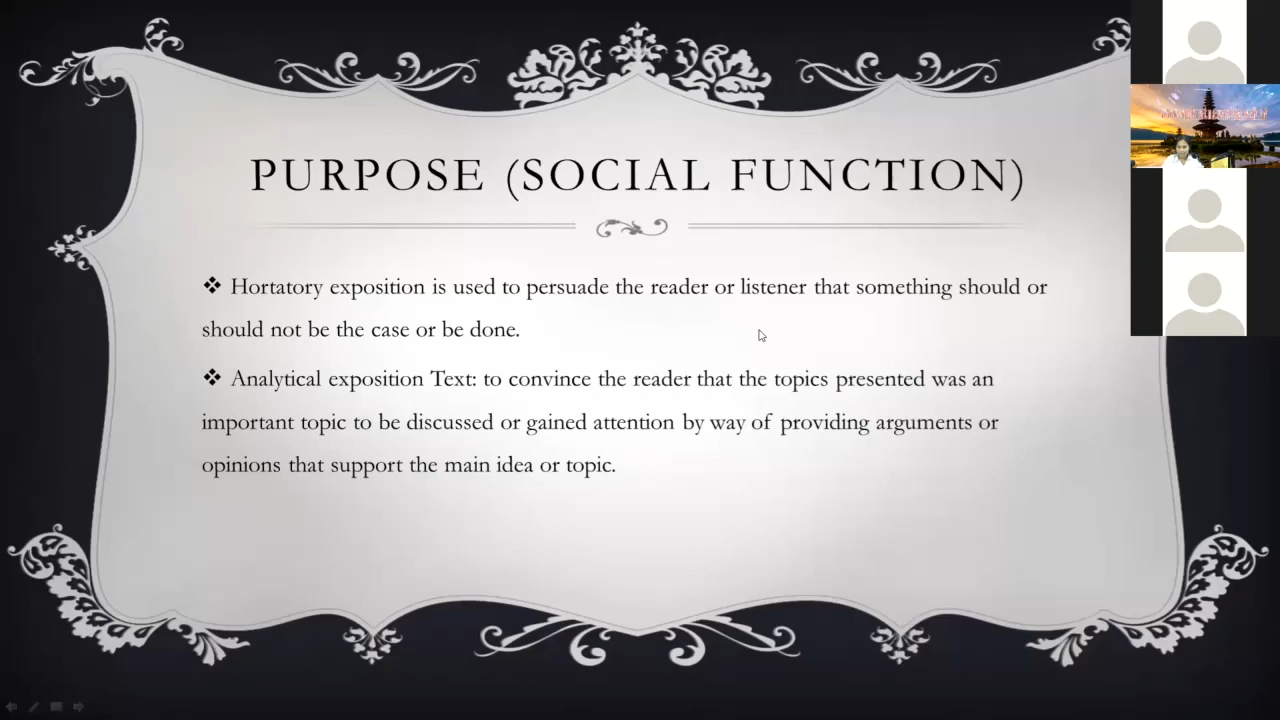 PURPOSE (SOCIAL FUNCTION)
❖ Hortatory exposition is used to persuade the reader or listener that something should or
should not be the case or be done.
❖ Analytical exposition Text: to convince the reader that the topics presented was an
important topic to be discussed or gained attention by way of providing arguments or
opinions that support the main idea or topic.